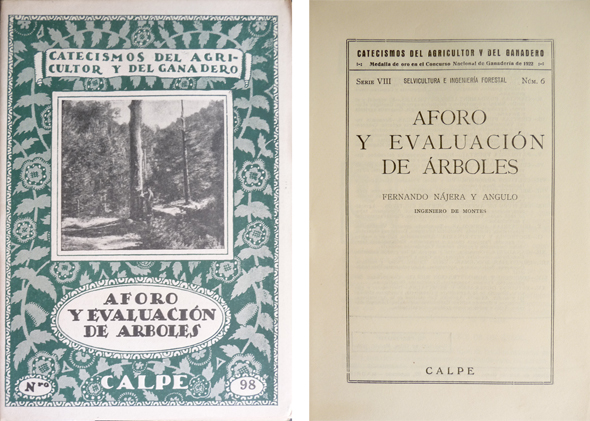 CATECISMOS DEL AGRI-
CULTOR Y DEL GANADERO
AFORO
Y EVALUACIÓN
DE ARBOLES
CALPE
Nro
98
CATECISMOS DEL AGRICULTOR Y DEL GANADERO
Medalla de oro en el Concurso Nacional de Ganadería de 1922
SERIE VIII SELVICULTURA E INGENIERÍA FORESTAL NÚM. 6
AFORO
Y EVALUACIÓN
DE ÁRBOLES
FERNANDO NÁJERA Y ANGULO
INGENIERO DE MONTES
CALPE